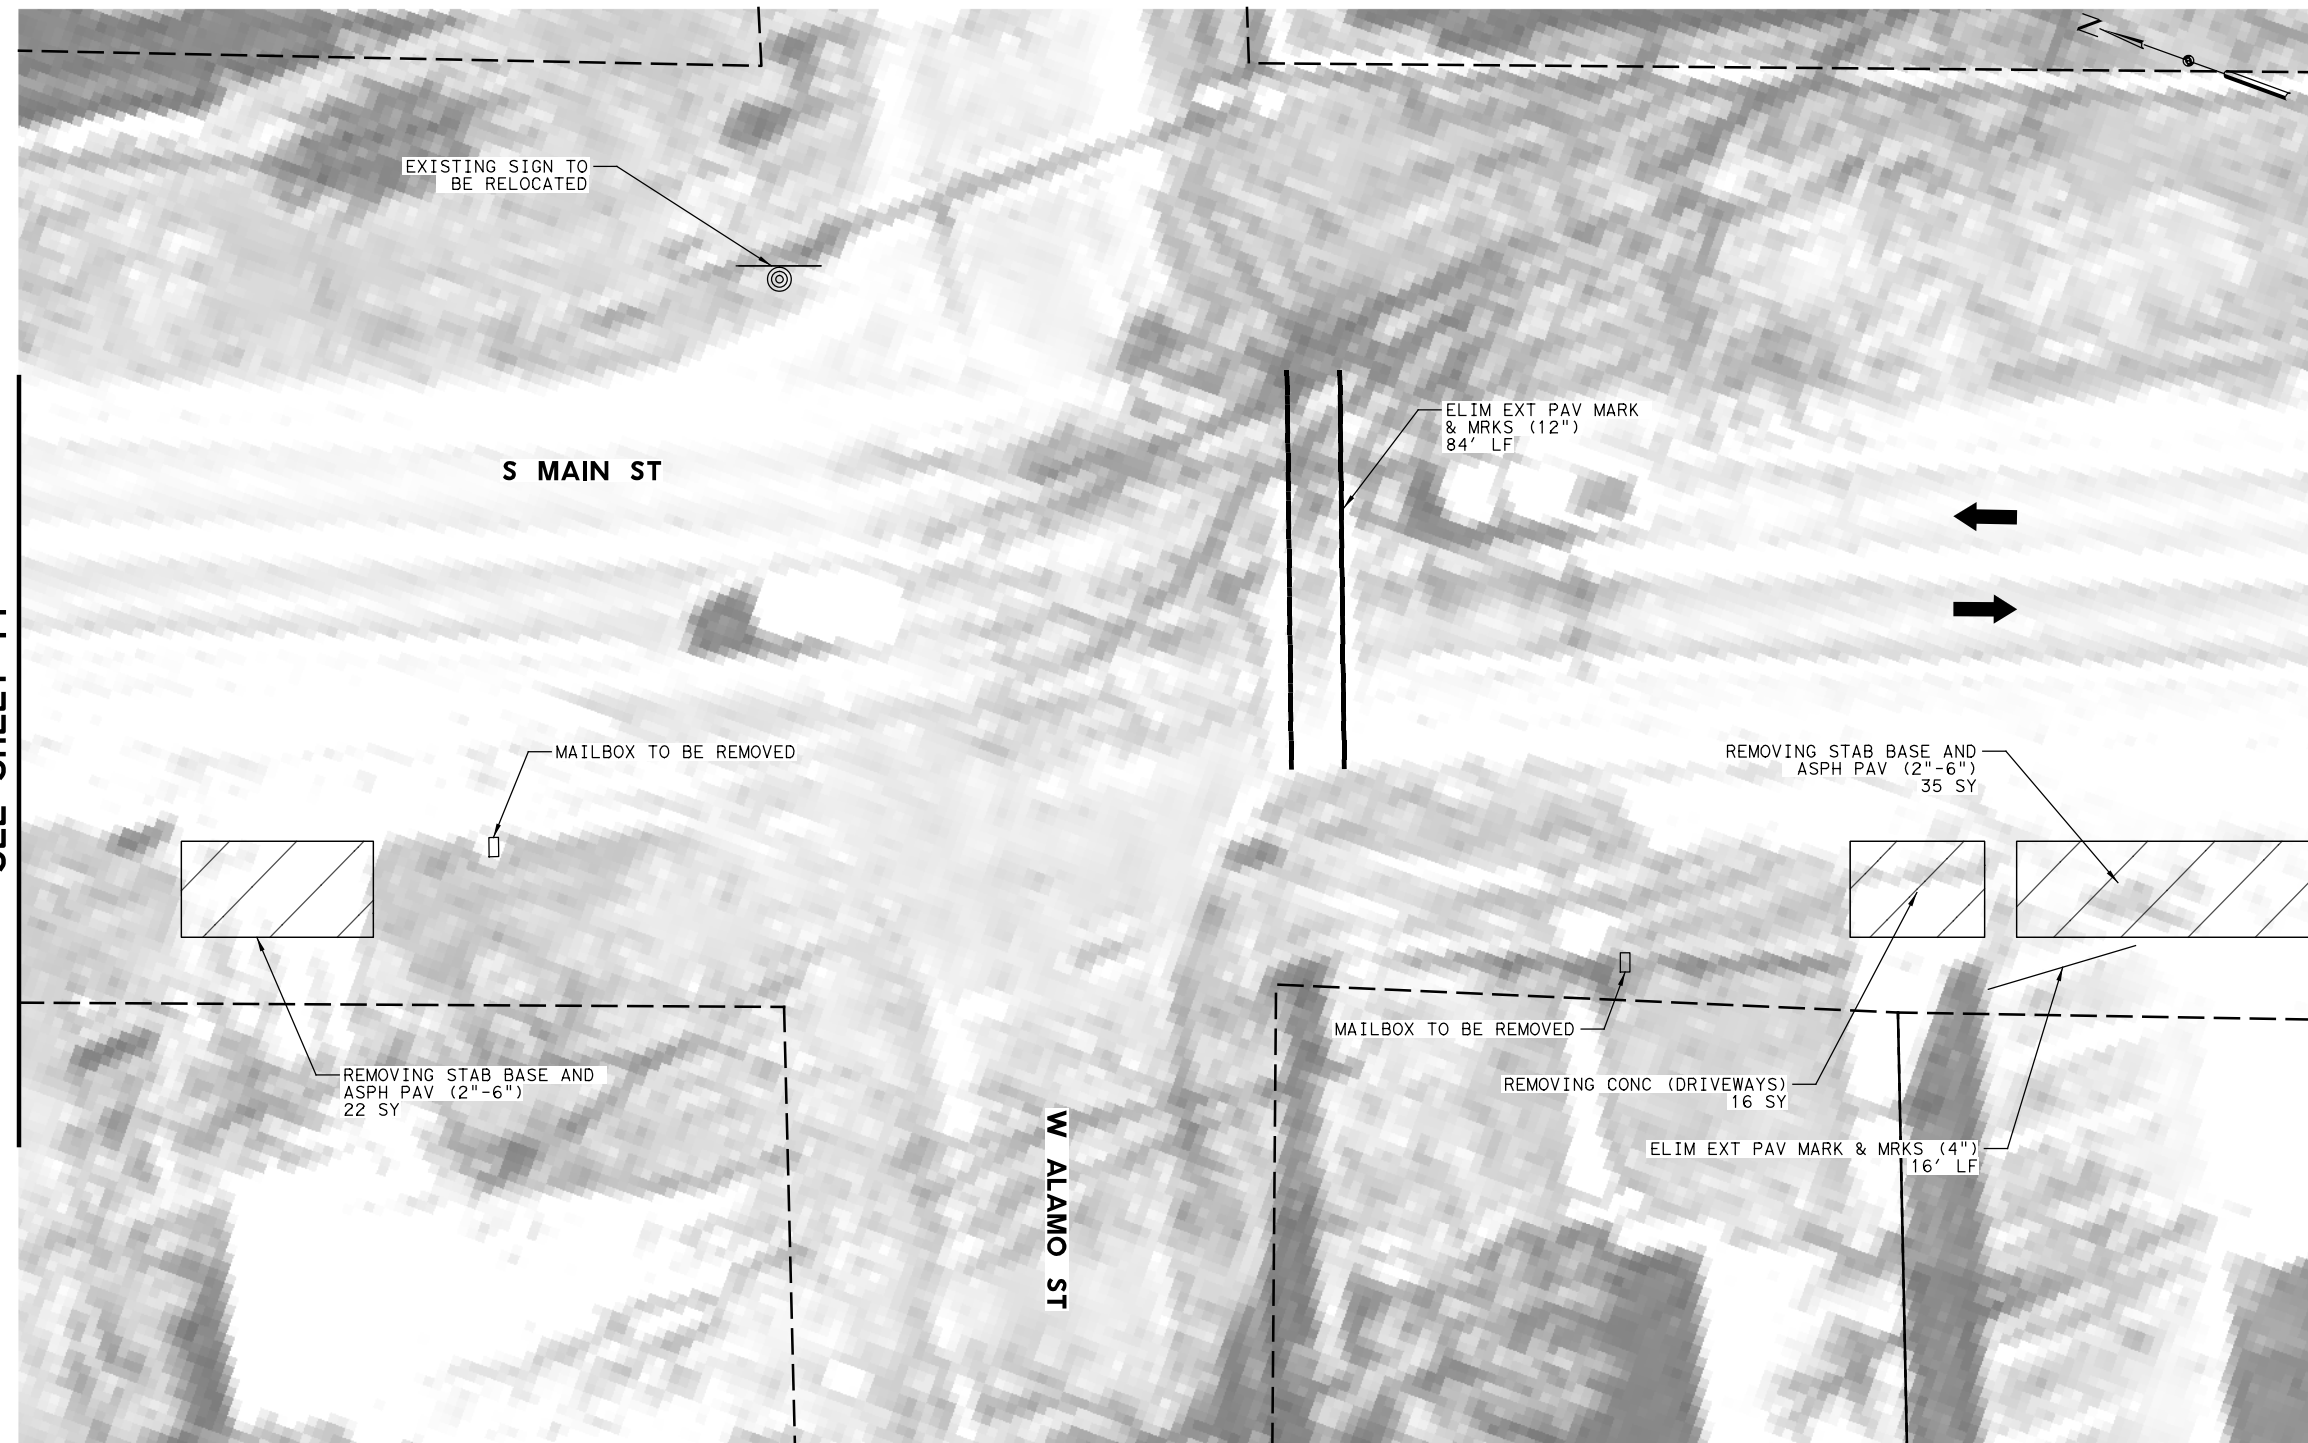 N
EXISTING SIGN TO
BE RELOCATED
ELIM EXT PAV MARK
& MRKS (12")
84' LF
S MAIN ST
MAILBOX TO BE REMOVED
REMOVING STAB BASE AND
ASPH PAV (2"-6")
35 SY
MAILBOX TO BE REMOVED
REMOVING STAB BASE AND
ASPH PAV (2"-6")
22 SY
REMOVING CONC (DRIVEWAYS)
16 SY
W ALAMO ST
ELIM EXT PAV MARK & MRKS (4")
16' LF